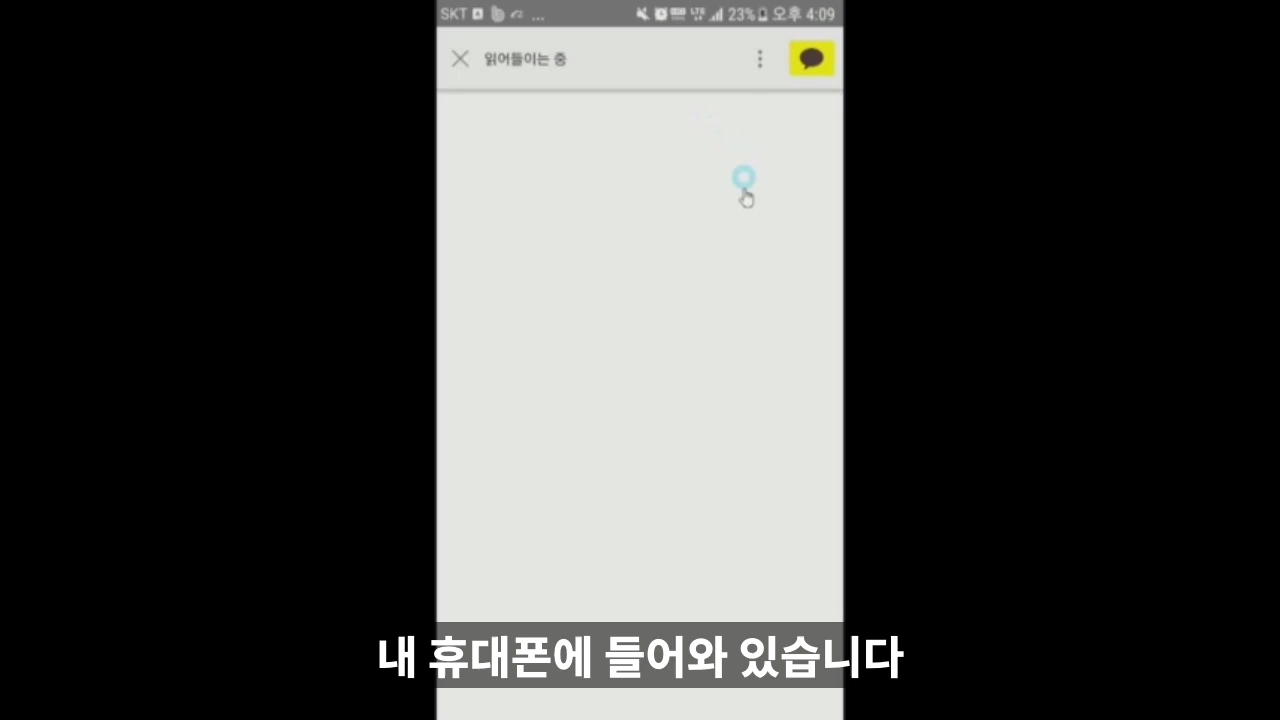 SKT ... LTE 23% 오후 4:09
읽어들이는 중
내 휴대폰에 들어와 있습니다